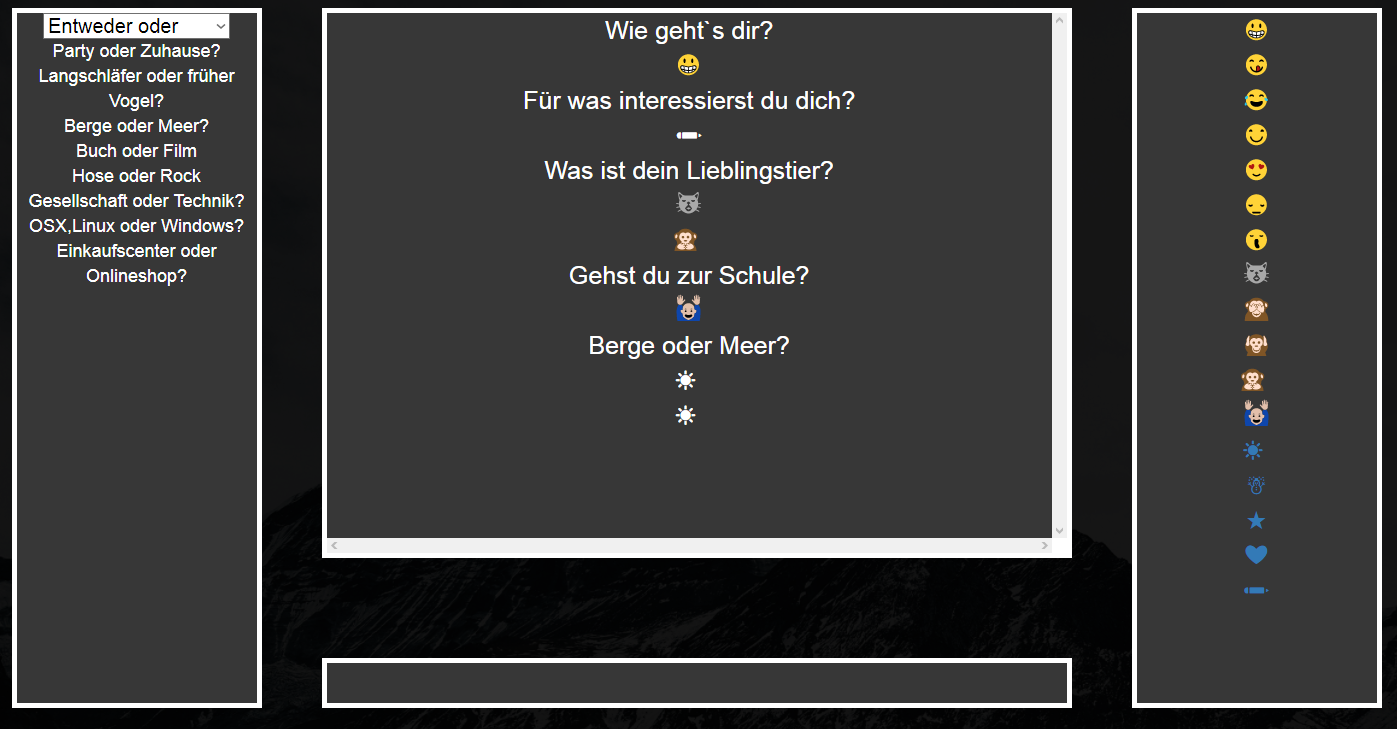 Entweder oder
Party oder Zuhause?
Langschläfer oder früher
Vogel?
Berge oder Meer?
Buch oder Film
Hose oder Rock
Gesellschaft oder Technik?
OSX,Linux oder Windows?
Einkaufscenter oder
Onlineshop?
Wie geht`s dir?
Für was interessierst du dich?
Was ist dein Lieblingstier?
Gehst du zur Schule?
Berge oder Meer?